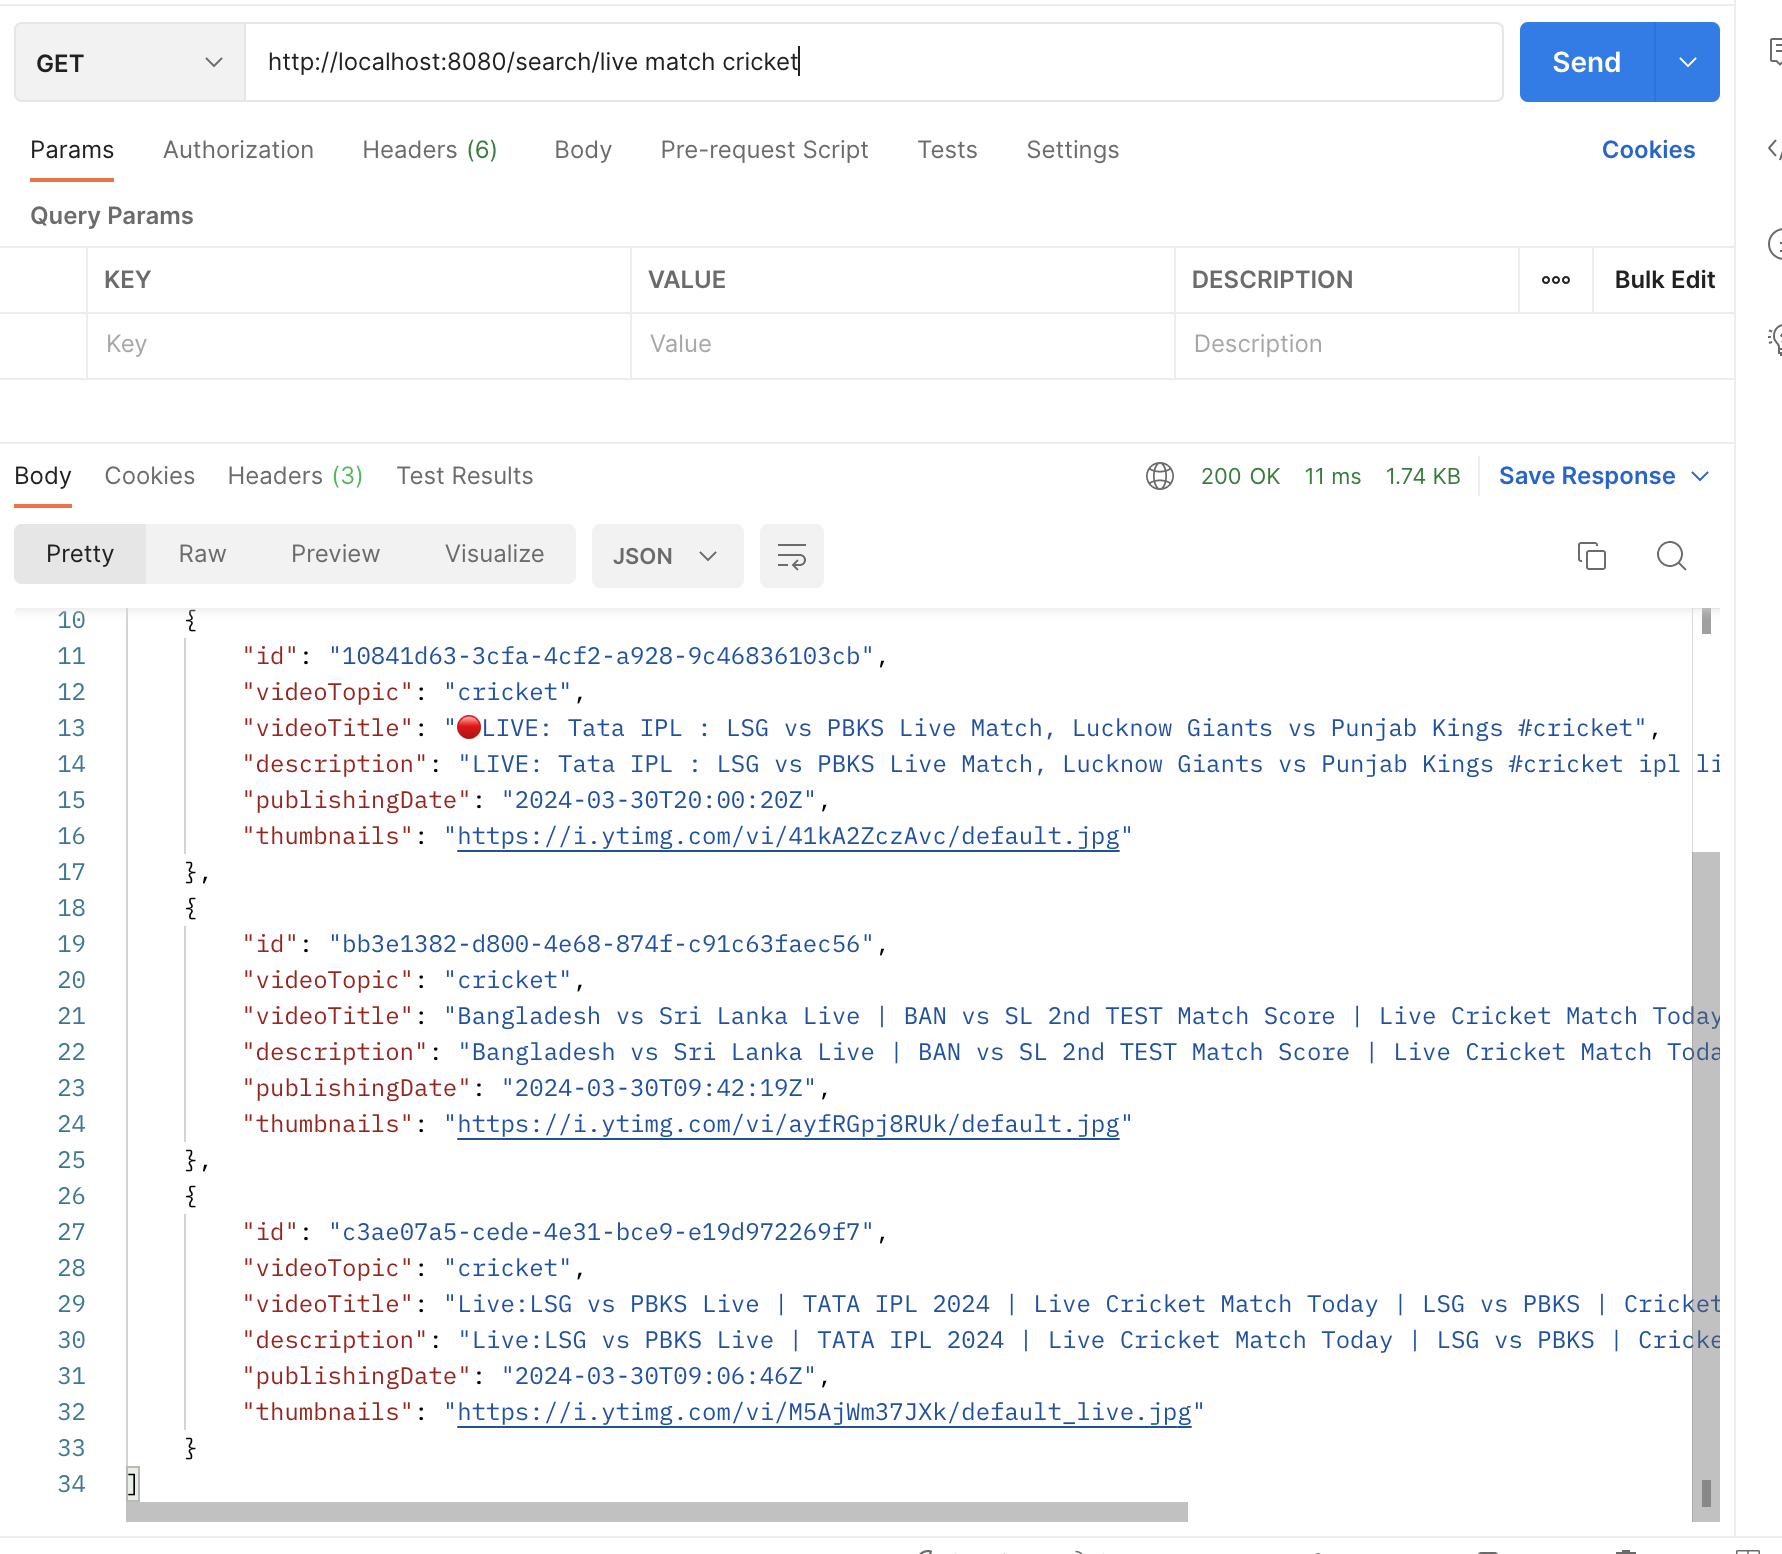 GET http://localhost:8080/search/live match cricket Send
Params Authorization Headers (6) Body Pre-request Script Tests Settings Cookies
Query Params
KEY VALUE DESCRIPTION ooo Bulk Edit
Key Value Description
Body Cookies Headers (3) Test Results 200 OK 11 ms 1.74 KB Save Response
Pretty Raw Preview Visualize JSON
10 {
11 "id": "10841d63-3cfa-4cf2-a928-9c46836103cb",
12 "videoTopic": "cricket",
13 "videoTitle": "🔴LIVE: Tata IPL : LSG vs PBKS Live Match, Lucknow Giants vs Punjab Kings #cricket",
14 "description": "LIVE: Tata IPL : LSG vs PBKS Live Match, Lucknow Giants vs Punjab Kings #cricket ipl li
15 "publishingDate": "2024-03-30T20:00:20Z",
16 "thumbnails": "https://i.ytimg.com/vi/41kA2ZczAvc/default.jpg"
17 },
18 {
19 "id": "bb3e1382-d800-4e68-874f-c91c63faec56",
20 "videoTopic": "cricket",
21 "videoTitle": "Bangladesh vs Sri Lanka Live | BAN vs SL 2nd TEST Match Score | Live Cricket Match Today
22 "description": "Bangladesh vs Sri Lanka Live | BAN vs SL 2nd TEST Match Score | Live Cricket Match Toda
23 "publishingDate": "2024-03-30T09:42:19Z",
24 "thumbnails": "https://i.ytimg.com/vi/ayfRGpj8RUk/default.jpg"
25 },
26 {
27 "id": "c3ae07a5-cede-4e31-bce9-e19d972269f7",
28 "videoTopic": "cricket",
29 "videoTitle": "Live:LSG vs PBKS Live | TATA IPL 2024 | Live Cricket Match Today | LSG vs PBKS | Cricket
30 "description": "Live:LSG vs PBKS Live | TATA IPL 2024 | Live Cricket Match Today | LSG vs PBKS | Cricke
31 "publishingDate": "2024-03-30T09:06:46Z",
32 "thumbnails": "https://i.ytimg.com/vi/M5AjWm37JXk/default_live.jpg"
33 }
34 ]